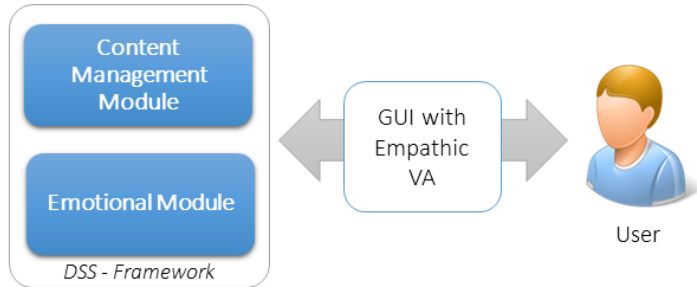 Content
Management
Module
Emotional Module
DSS - Framework
GUI with
Empathic
VA
User